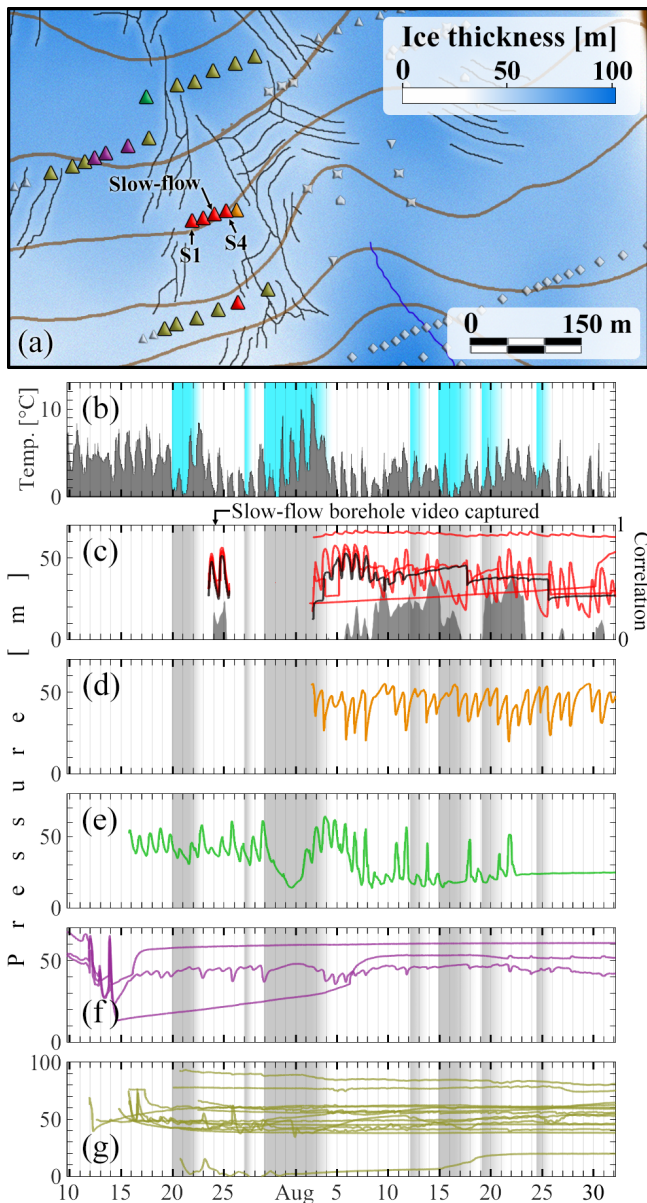 Ice thickness [m]
0 50 100
Slow-flow
S1
S4
0 150 m
(a)
Temp. [°C]
10
0
(b)
Slow-flow borehole video captured
Pressure [m]
50
0
(c)
1
0
Correlation
50
0
(d)
50
0
(e)
50
0
(f)
100
50
0
(g)
10 15 20 25 Aug 5 10 15 20 25 30